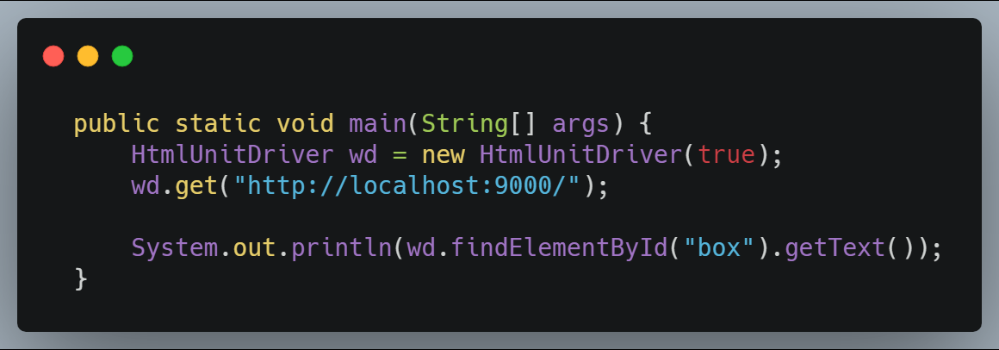 public static void main(String[] args) {
    HtmlUnitDriver wd = new HtmlUnitDriver(true);
    wd.get("http://localhost:9000/");

    System.out.println(wd.findElementById("box").getText());
}